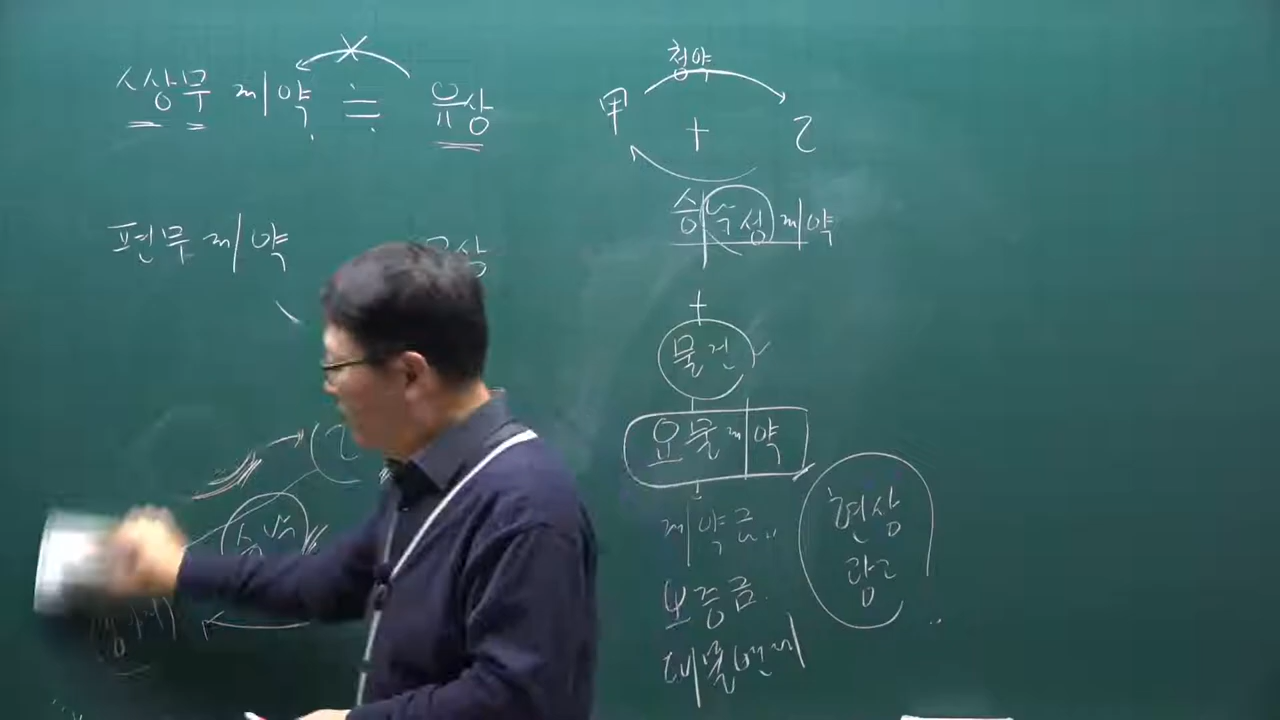 쌍무계약 ≒ 유상
편무계약
청약
甲 + 乙
승낙성계약
+
물건
요물계약
계약금
보증금
대물변제
현상
광고